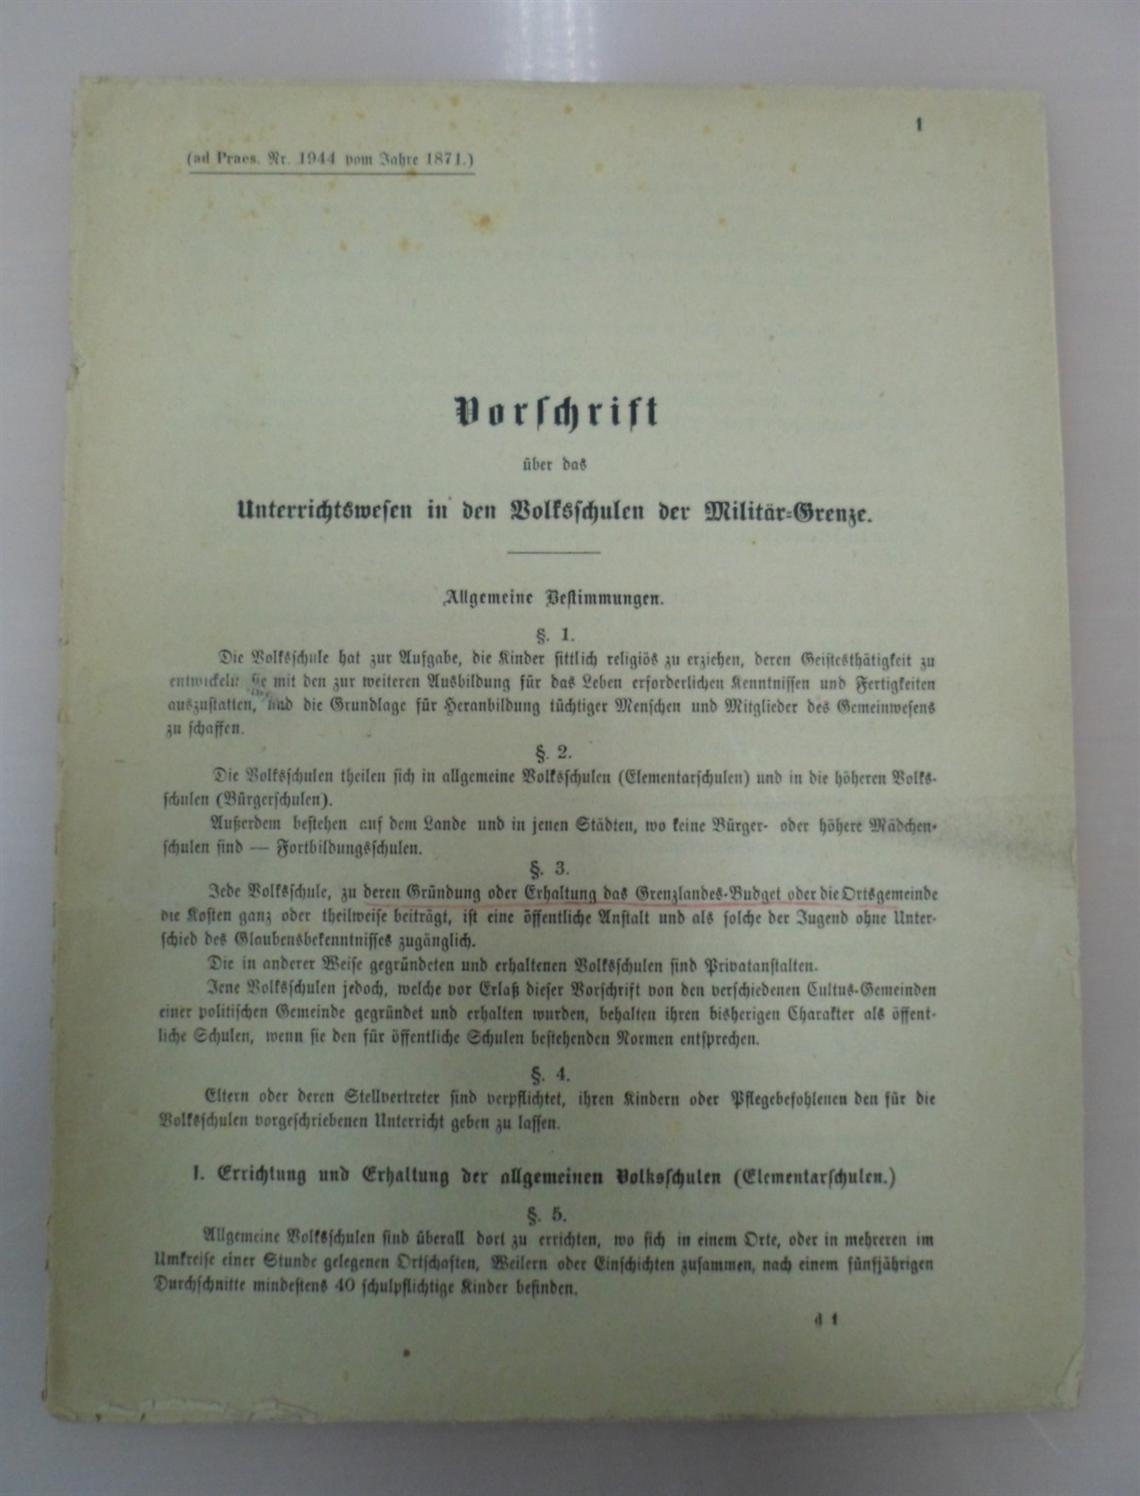 1
(ad Praes. Nr. 1944 vom Jahre 1871.)
Vorschrift
über das
Unterrichtswesen in den Volksschulen der Militär-Grenze.
Allgemeine Bestimmungen.
§. 1.
Die Volksschule hat zur Aufgabe, die Kinder sittlich religiös zu erziehen, deren Geistesthätigkeit zu
entwickeln sie mit den zur weiteren Ausbildung für das Leben erforderlichen Kenntnissen und Fertigkeiten
auszustatten, und die Grundlage für Heranbildung tüchtiger Menschen und Mitglieder des Gemeinwesens
zu schaffen.
§. 2.
Die Volksschulen theilen sich in allgemeine Volksschulen (Elementarschulen) und in die höheren Volks-
schulen (Bürgerschulen).
Außerdem bestehen auf dem Lande und in jenen Städten, wo keine Bürger- oder höhere Mädchen-
schulen sind — Fortbildungsschulen.
§. 3.
Jede Volksschule, zu deren Gründung oder Erhaltung das Grenzlandes-Budget oder die Ortsgemeinde
die Kosten ganz oder theilweise beiträgt, ist eine öffentliche Anstalt und als solche der Jugend ohne Unter-
schied des Glaubensbekenntnisses zugänglich.
Die in anderer Weise gegründeten und erhaltenen Volksschulen sind Privatanstalten.
Jene Volksschulen jedoch, welche vor Erlaß dieser Vorschrift von den verschiedenen Cultus-Gemeinden
einer politischen Gemeinde gegründet und erhalten wurden, behalten ihren bisherigen Charakter als öffent-
liche Schulen, wenn sie den für öffentliche Schulen bestehenden Normen entsprechen.
§. 4.
Eltern oder deren Stellvertreter sind verpflichtet, ihren Kindern oder Pflegebefohlenen den für die
Volksschulen vorgeschriebenen Unterricht geben zu lassen.
I. Errichtung und Erhaltung der allgemeinen Volksschulen (Elementarschulen.)
§. 5.
Allgemeine Volksschulen sind überall dort zu errichten, wo sich in einem Orte, oder in mehreren im
Umkreise einer Stunde gelegenen Ortschaften, Weilern oder Einschichten zusammen, nach einem fünfjährigen
Durchschnitte mindestens 40 schulpflichtige Kinder befinden.
1